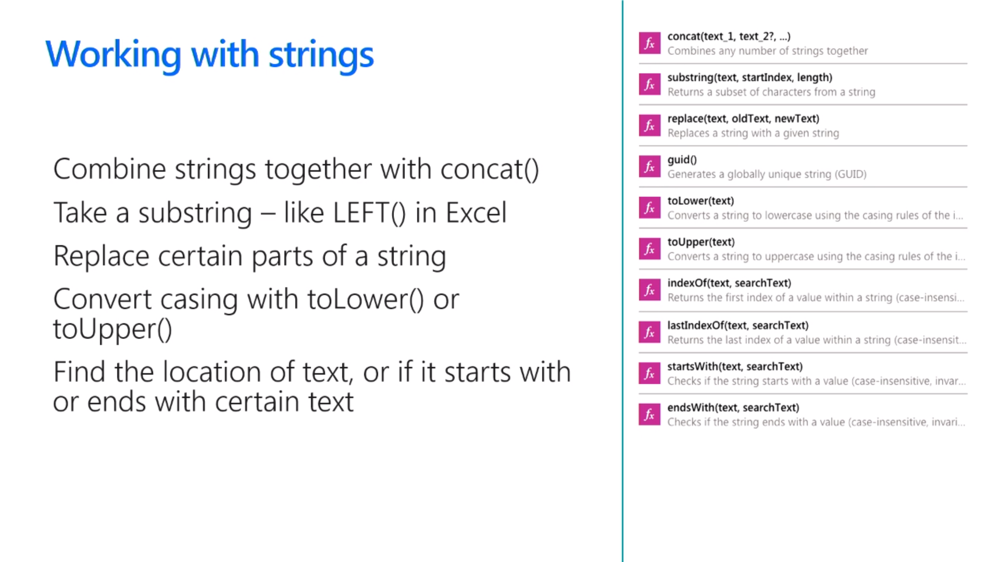 Working with strings
Combine strings together with concat()
Take a substring – like LEFT() in Excel
Replace certain parts of a string
Convert casing with toLower() or
toUpper()
Find the location of text, or if it starts with
or ends with certain text
fx concat(text_1, text_2?, ...)
Combines any number of strings together
fx substring(text, startIndex, length)
Returns a subset of characters from a string
fx replace(text, oldText, newText)
Replaces a string with a given string
fx guid()
Generates a globally unique string (GUID)
fx toLower(text)
Converts a string to lowercase using the casing rules of the i...
fx toUpper(text)
Converts a string to uppercase using the casing rules of the i...
fx indexOf(text, searchText)
Returns the first index of a value within a string (case-insensi...
fx lastIndexOf(text, searchText)
Returns the last index of a value within a string (case-insensit...
fx startsWith(text, searchText)
Checks if the string starts with a value (case-insensitive, invar...
fx endsWith(text, searchText)
Checks if the string ends with a value (case-insensitive, invari...